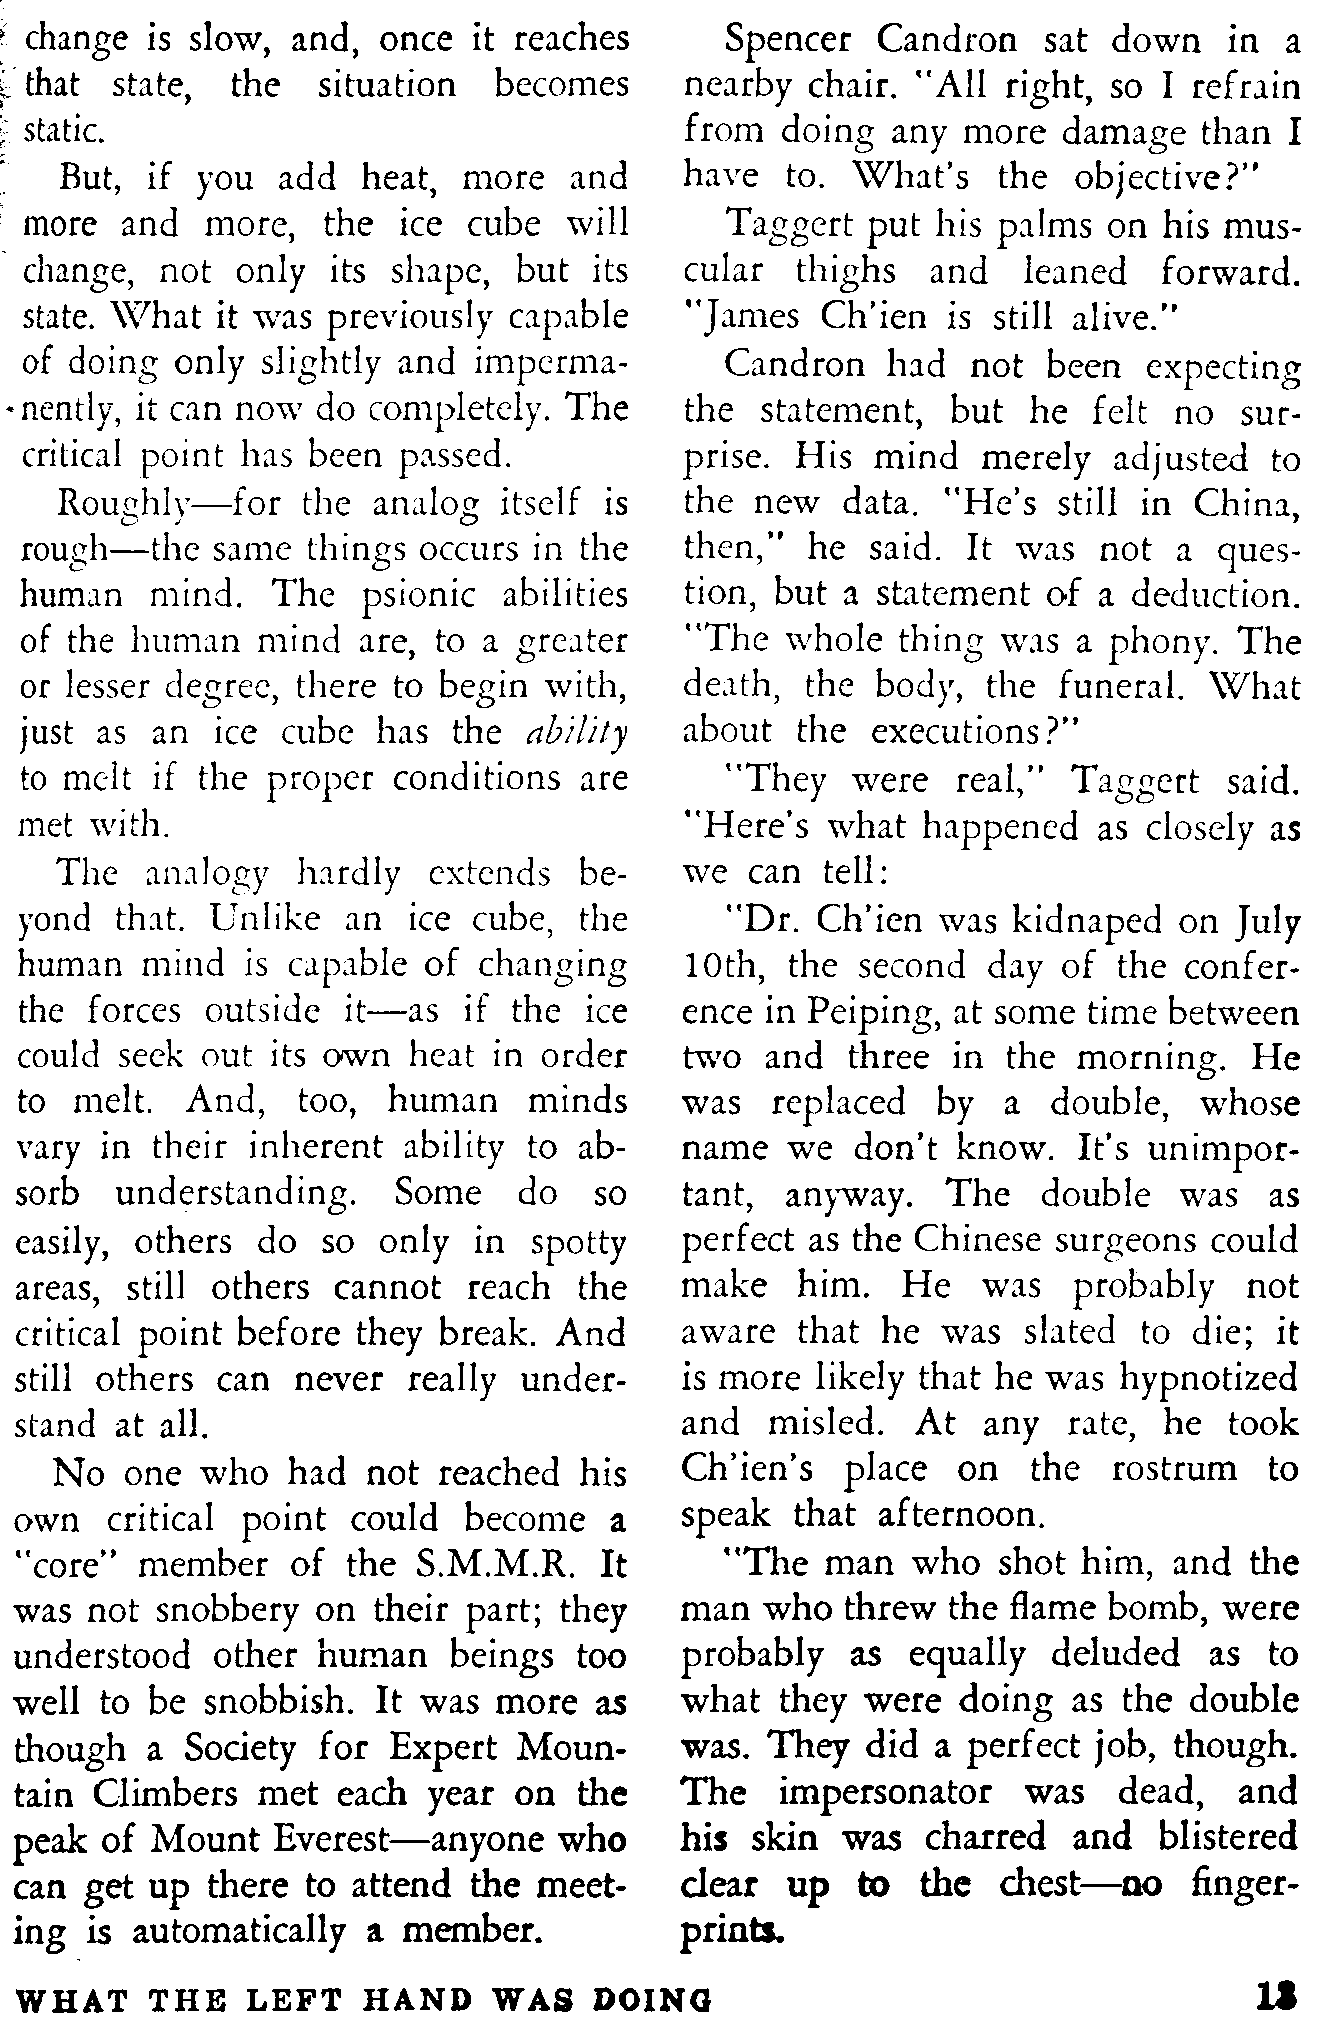 change is slow, and, once it reaches
that state, the situation becomes
static.
But, if you add heat, more and
more and more, the ice cube will
change, not only its shape, but its
state. What it was previously capable
of doing only slightly and imperma-
nently, it can now do completely. The
critical point has been passed.
Roughly—for the analog itself is
rough—the same things occurs in the
human mind. The psionic abilities
of the human mind are, to a greater
or lesser degree, there to begin with,
just as an ice cube has the ability
to melt if the proper conditions are
met with.
The analogy hardly extends be-
yond that. Unlike an ice cube, the
human mind is capable of changing
the forces outside it—as if the ice
could seek out its own heat in order
to melt. And, too, human minds
vary in their inherent ability to ab-
sorb understanding. Some do so
easily, others do so only in spotty
areas, still others cannot reach the
critical point before they break. And
still others can never really under-
stand at all.
No one who had not reached his
own critical point could become a
"core" member of the S.M.M.R. It
was not snobbery on their part; they
understood other human beings too
well to be snobbish. It was more as
though a Society for Expert Moun-
tain Climbers met each year on the
peak of Mount Everest—anyone who
can get up there to attend the meet-
ing is automatically a member.
Spencer Candron sat down in a
nearby chair. "All right, so I refrain
from doing any more damage than I
have to. What's the objective?"
Taggert put his palms on his mus-
cular thighs and leaned forward.
"James Ch'ien is still alive."
Candron had not been expecting
the statement, but he felt no sur-
prise. His mind merely adjusted to
the new data. "He's still in China,
then," he said. It was not a ques-
tion, but a statement of a deduction.
"The whole thing was a phony. The
death, the body, the funeral. What
about the executions?"
"They were real," Taggert said.
"Here's what happened as closely as
we can tell:
"Dr. Ch'ien was kidnaped on July
10th, the second day of the confer-
ence in Peiping, at some time between
two and three in the morning. He
was replaced by a double, whose
name we don't know. It's unimpor-
tant, anyway. The double was as
perfect as the Chinese surgeons could
make him. He was probably not
aware that he was slated to die; it
is more likely that he was hypnotized
and misled. At any rate, he took
Ch'ien's place on the rostrum to
speak that afternoon.
"The man who shot him, and the
man who threw the flame bomb, were
probably as equally deluded as to
what they were doing as the double
was. They did a perfect job, though.
The impersonator was dead, and
his skin was charred and blistered
clear up to the chest—no finger-
prints.
WHAT THE LEFT HAND WAS DOING